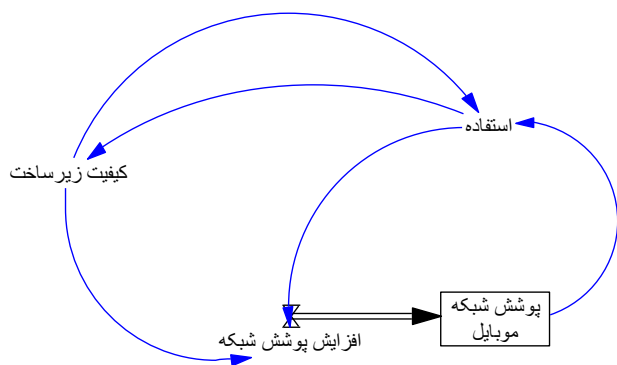 استفاده
کیفیت زیرساخت
پوشش شبکه
موبایل
افزایش پوشش شبکه